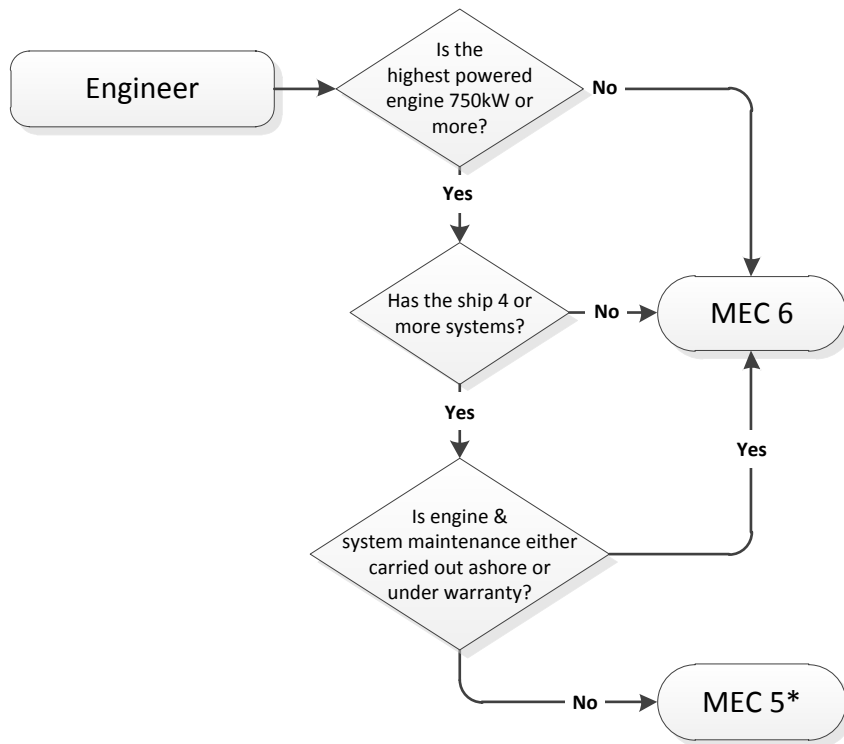 Engineer
Is the
highest powered
engine 750kW or
more?
No
Yes
Has the ship 4 or
more systems?
No
MEC 6
Yes
Yes
Is engine &
system maintenance either
carried out ashore or
under warranty?
No
MEC 5*